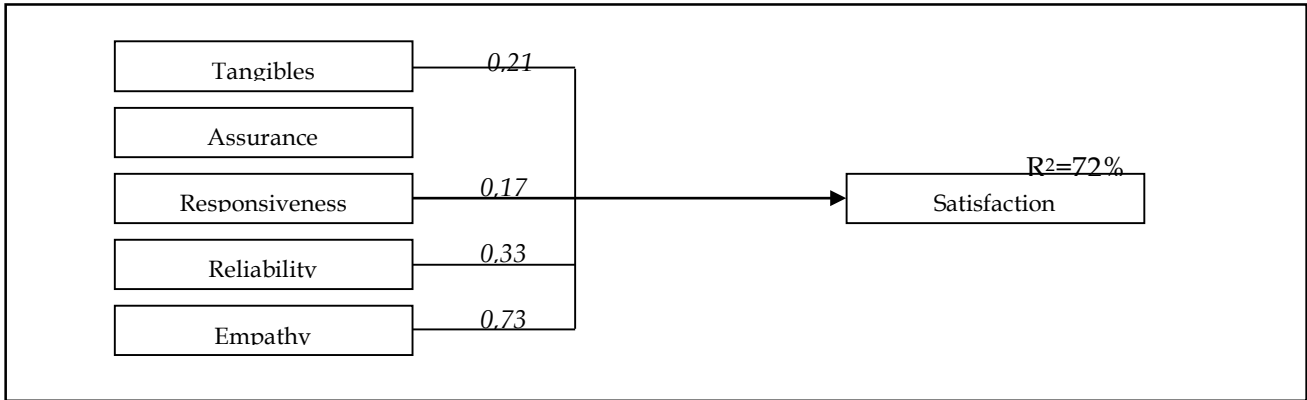 Tangibles
0,21
Assurance
R²=72%
Responsiveness
0,17
Satisfaction
Reliability
0,33
Empathy
0,73